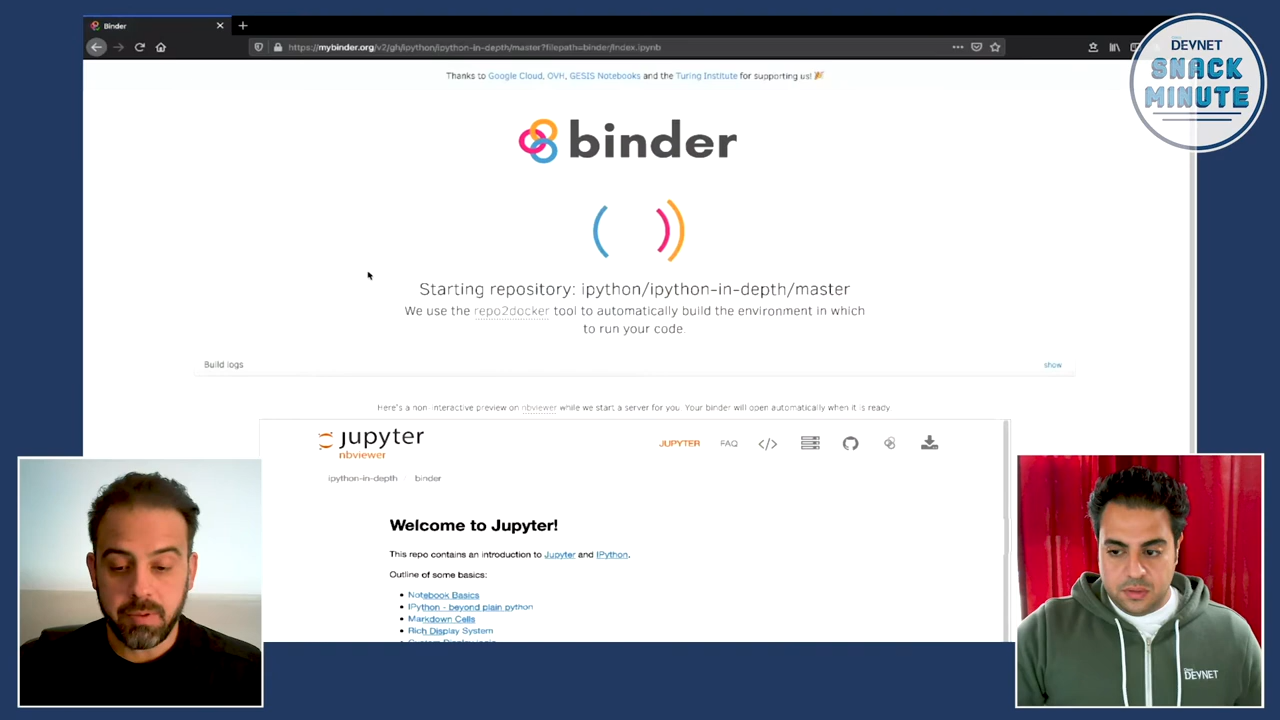 Binder
https://mybinder.org/v2/gh/ipython/ipython-in-depth/master?filepath=binder/Index.ipynb
DEVNET
SNACK
MINUTE
Thanks to Google Cloud, OVH, GESIS Notebooks and the Turing Institute for supporting us! 🎉
binder
Starting repository: ipython/ipython-in-depth/master
We use the repo2docker tool to automatically build the environment in which
to run your code.
Build logs
show
Here's a non-interactive preview on nbviewer while we start a server for you. Your binder will open automatically when it is ready.
jupyter
nbviewer
JUPYTER
FAQ
</>
ipython-in-depth
binder
Welcome to Jupyter!
This repo contains an introduction to Jupyter and IPython.
Outline of some basics:
• Notebook Basics
• IPython - beyond plain python
• Markdown Cells
• Rich Display System
DEVNET